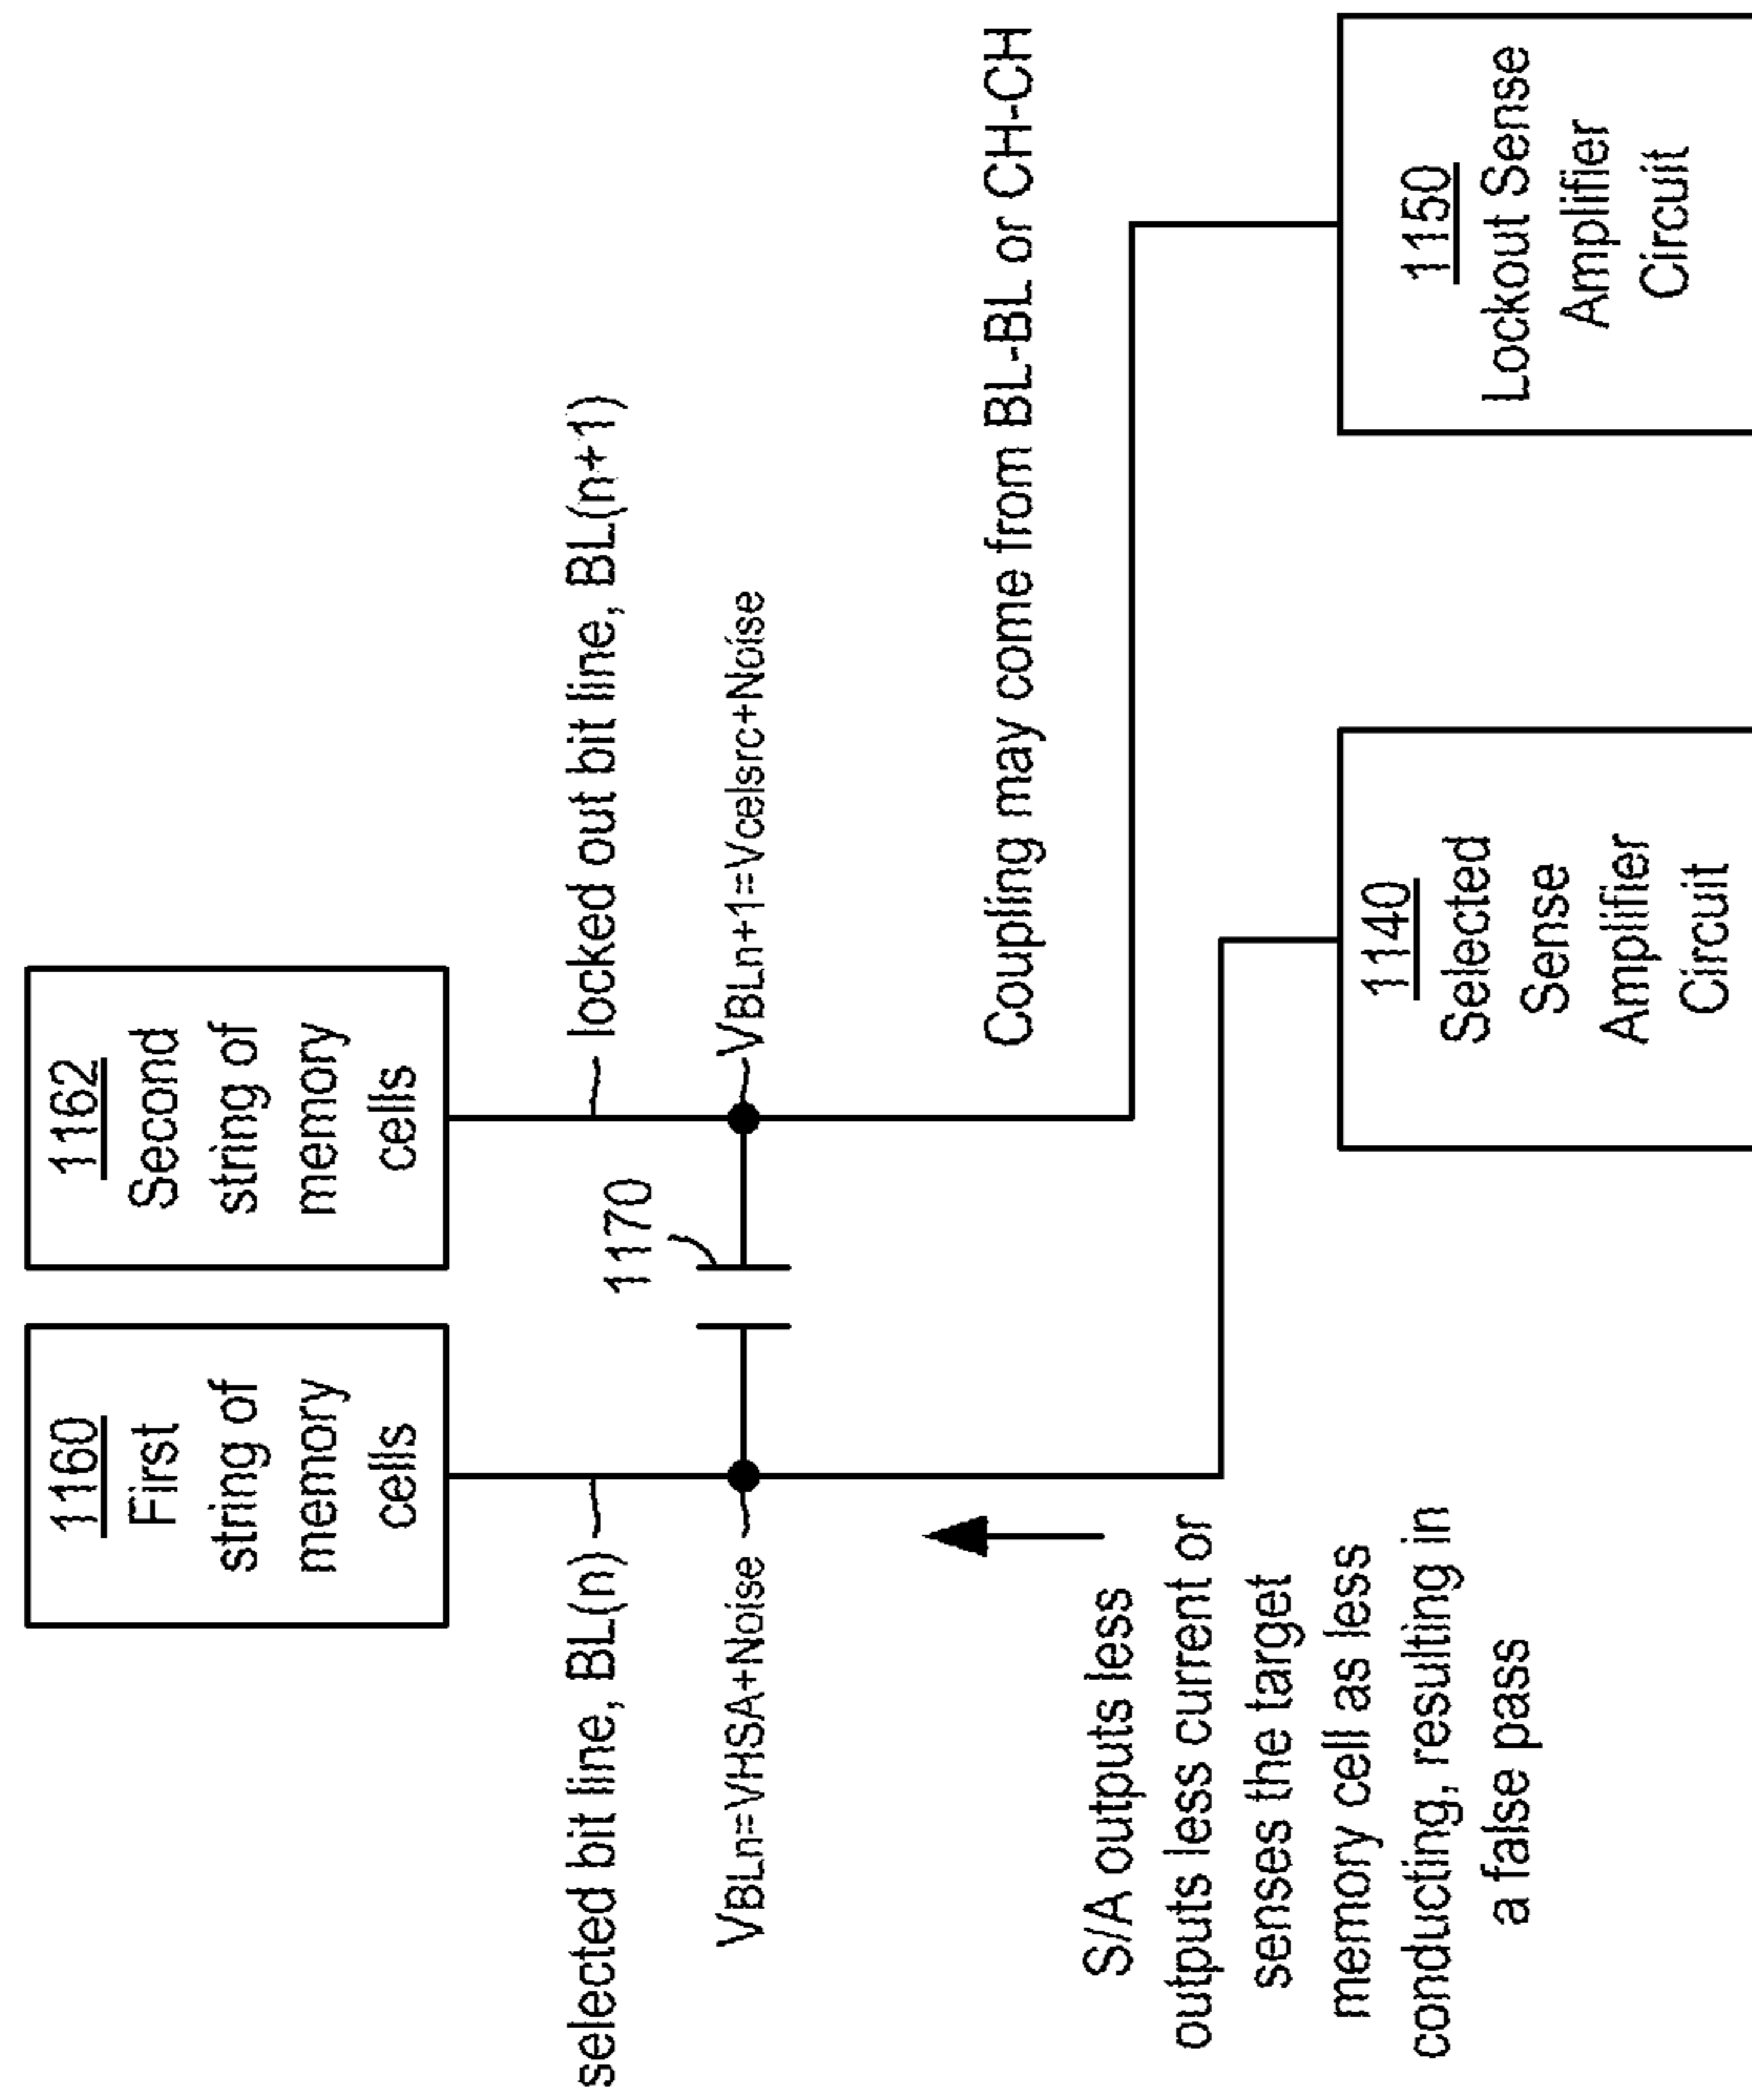 1160
First
string of
memory
cells
1162
Second
string of
memory
cells
selected bit line, BL(n)
1170
locked out bit line, BL(n+1)
VBLn=VHSA+Noise
VBLn+1=Vcelsrc+Noise
Coupling may come from BL-BL or CH-CH
S/A outputs less
outputs less current or
senses the target
memory cell as less
conducting, resulting in
a false pass
1140
Selected
Sense
Amplifier
Circuit
1150
Lockout Sense
Amplifier
Circuit